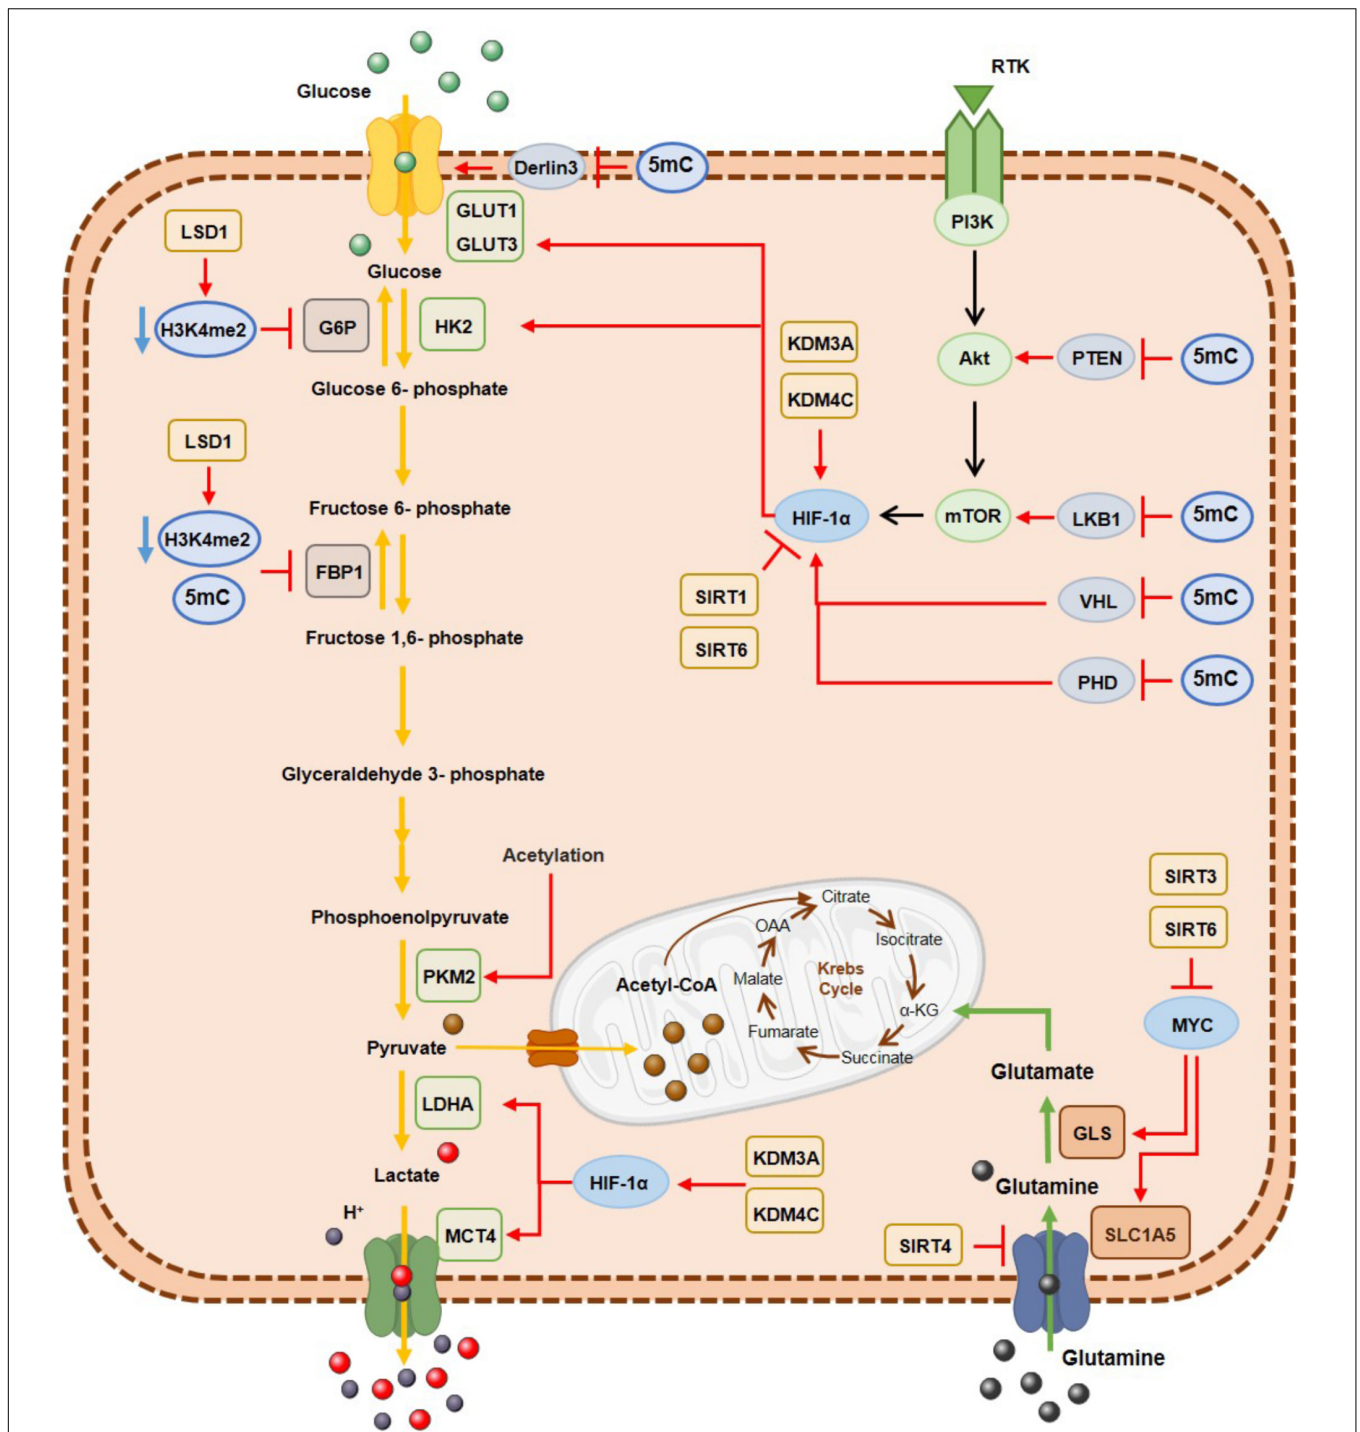 RTK
Glucose
Derlin3
5mC
GLUT1
GLUT3
PI3K
LSD1
Glucose
H3K4me2
G6P
HK2
KDM3A
Akt
PTEN
5mC
Glucose 6- phosphate
KDM4C
LSD1
Fructose 6- phosphate
HIF-1α
mTOR
LKB1
5mC
H3K4me2
5mC
FBP1
SIRT1
SIRT6
VHL
5mC
Fructose 1,6- phosphate
PHD
5mC
Glyceraldehyde 3- phosphate
Acetylation
SIRT3
SIRT6
Phosphoenolpyruvate
Citrate
OAA
Isocitrate
PKM2
Acetyl-CoA
Malate
Krebs
Cycle
α-KG
MYC
Fumarate
Succinate
Pyruvate
Glutamate
LDHA
GLS
Lactate
HIF-1α
KDM3A
KDM4C
Glutamine
H+
MCT4
SIRT4
SLC1A5
Glutamine